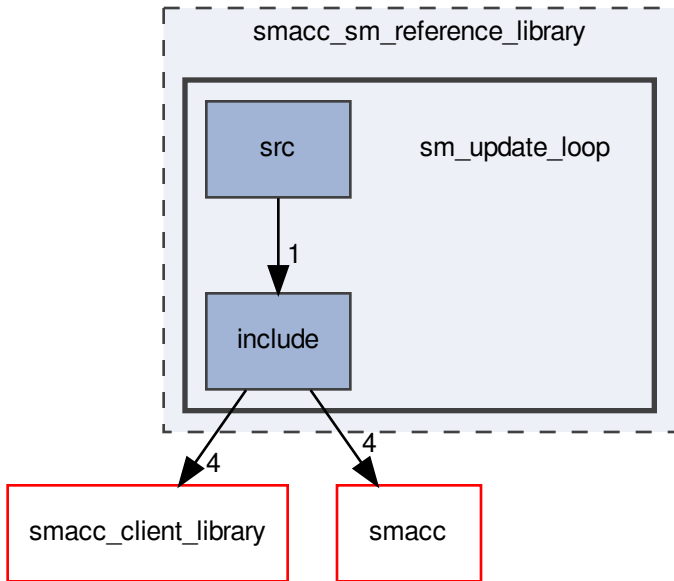 smacc_sm_reference_library
src
sm_update_loop
1
include
4
4
smacc_client_library
smacc